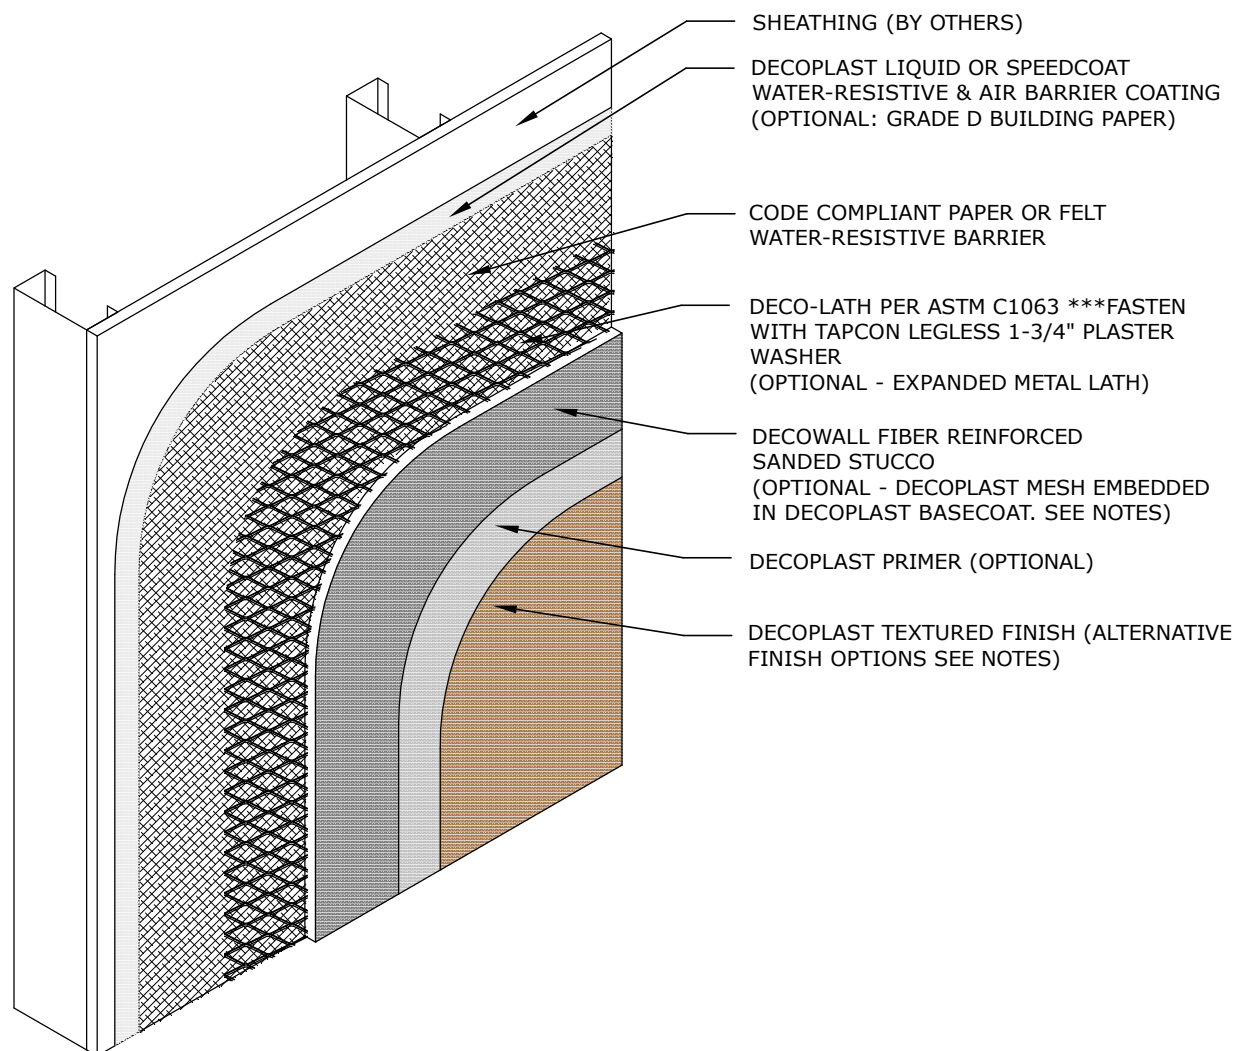 SHEATHING (BY OTHERS)
DECOPLAST LIQUID OR SPEEDCOAT
WATER-RESISTIVE & AIR BARRIER COATING
(OPTIONAL: GRADE D BUILDING PAPER)
CODE COMPLIANT PAPER OR FELT
WATER-RESISTIVE BARRIER
DECO-LATH PER ASTM C1063 ***FASTEN
WITH TAPCON LEGLESS 1-3/4" PLASTER
WASHER
(OPTIONAL - EXPANDED METAL LATH)
DECOWALL FIBER REINFORCED
SANDED STUCCO
(OPTIONAL - DECOPLAST MESH EMBEDDED
IN DECOPLAST BASECOAT. SEE NOTES)
DECOPLAST PRIMER (OPTIONAL)
DECOPLAST TEXTURED FINISH (ALTERNATIVE
FINISH OPTIONS SEE NOTES)